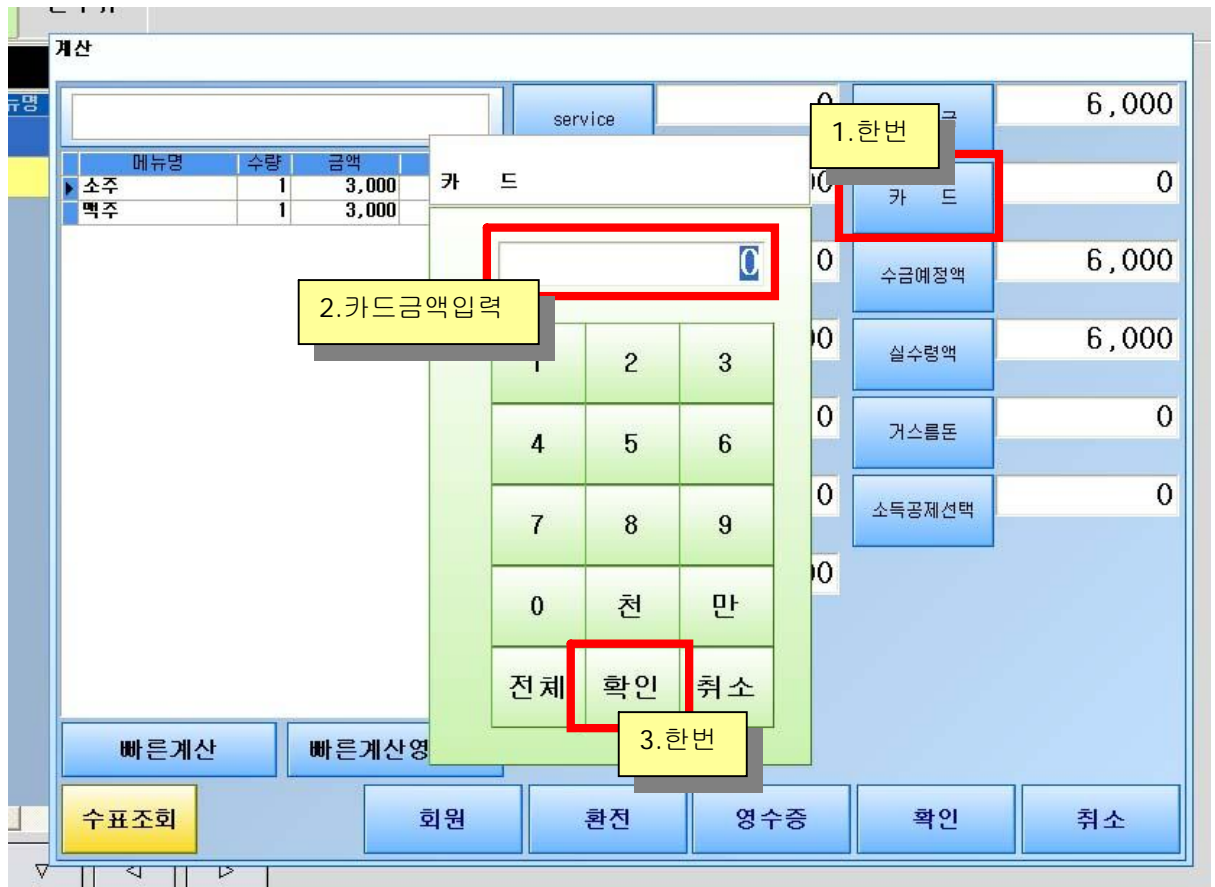 계산
뉴명
service
0
6,000
1.한번
메뉴명 수량 금액
소주 1 3,000
맥주 1 3,000
카 드
카 드
0
0
0
수금예정액
6,000
2.카드금액입력
실수령액
6,000
1 2 3
0
거스름돈
0
4 5 6
0
소득공제선택
0
7 8 9
0 천 만
전체 확인 취소
3.한번
빠른계산
빠른계산영
수표조회
회원
환전
영수증
확인
취소